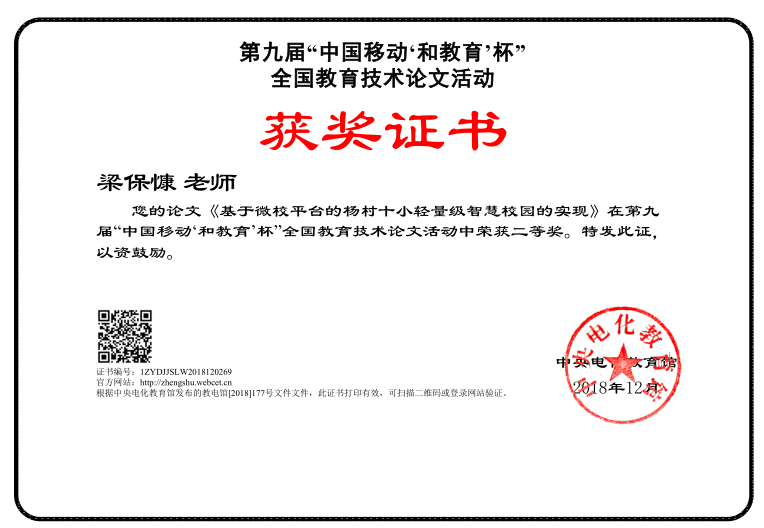 第九届“中国移动‘和教育’杯”
全国教育技术论文活动
获奖证书
梁保慷 老师
您的论文《基于微校平台的杨村十小轻量级智慧校园的实现》在第九
届“中国移动‘和教育’杯”全国教育技术论文活动中荣获二等奖。特发此证，
以资鼓励。
证书编号：1ZYDJJSLW2018120269
官方网站：http://zhengshu.webcet.cn
根据中央电化教育馆发布的教电馆[2018]177号文件文件，此证书打印有效，可扫描二维码或登录网站验证。
中央电化教育馆
2018年12月
中央电化教育馆